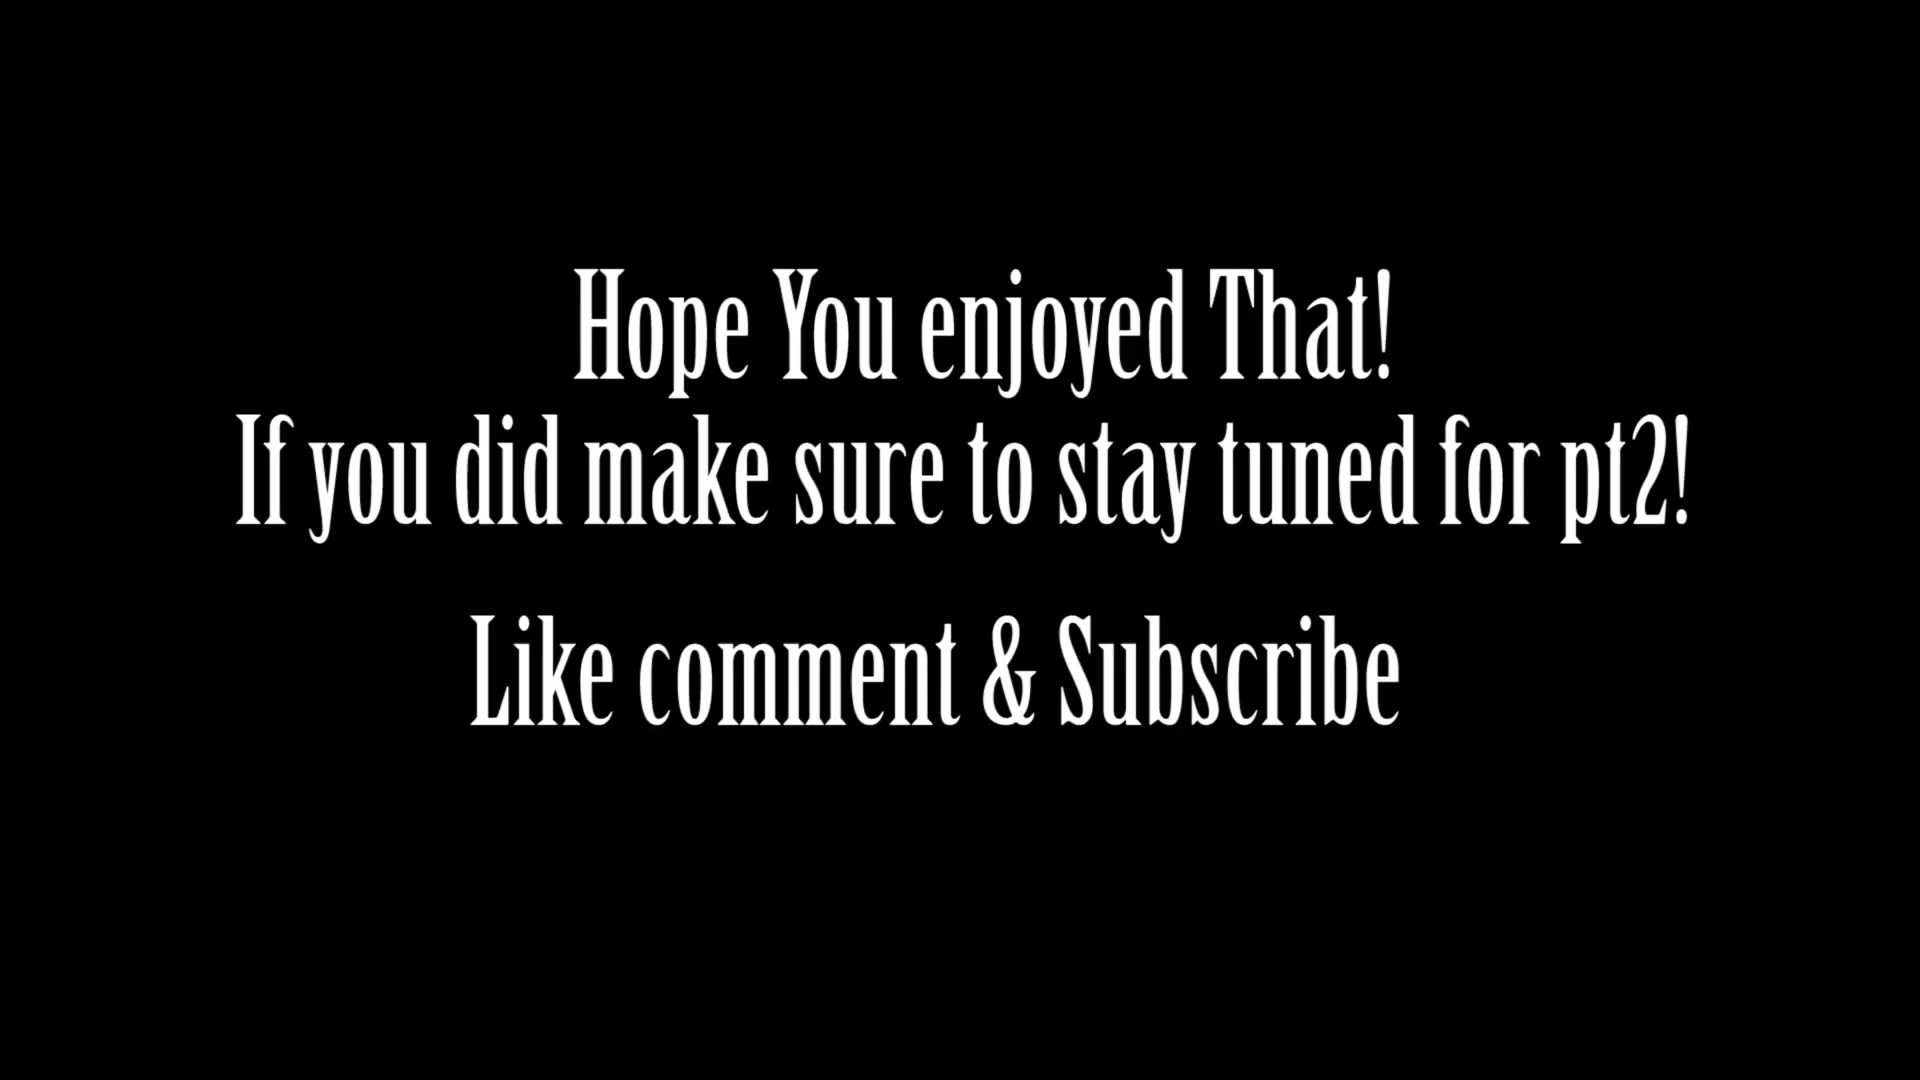 Hope You enjoyed That!
If you did make sure to stay tuned for pt2!
Like comment & Subscribe